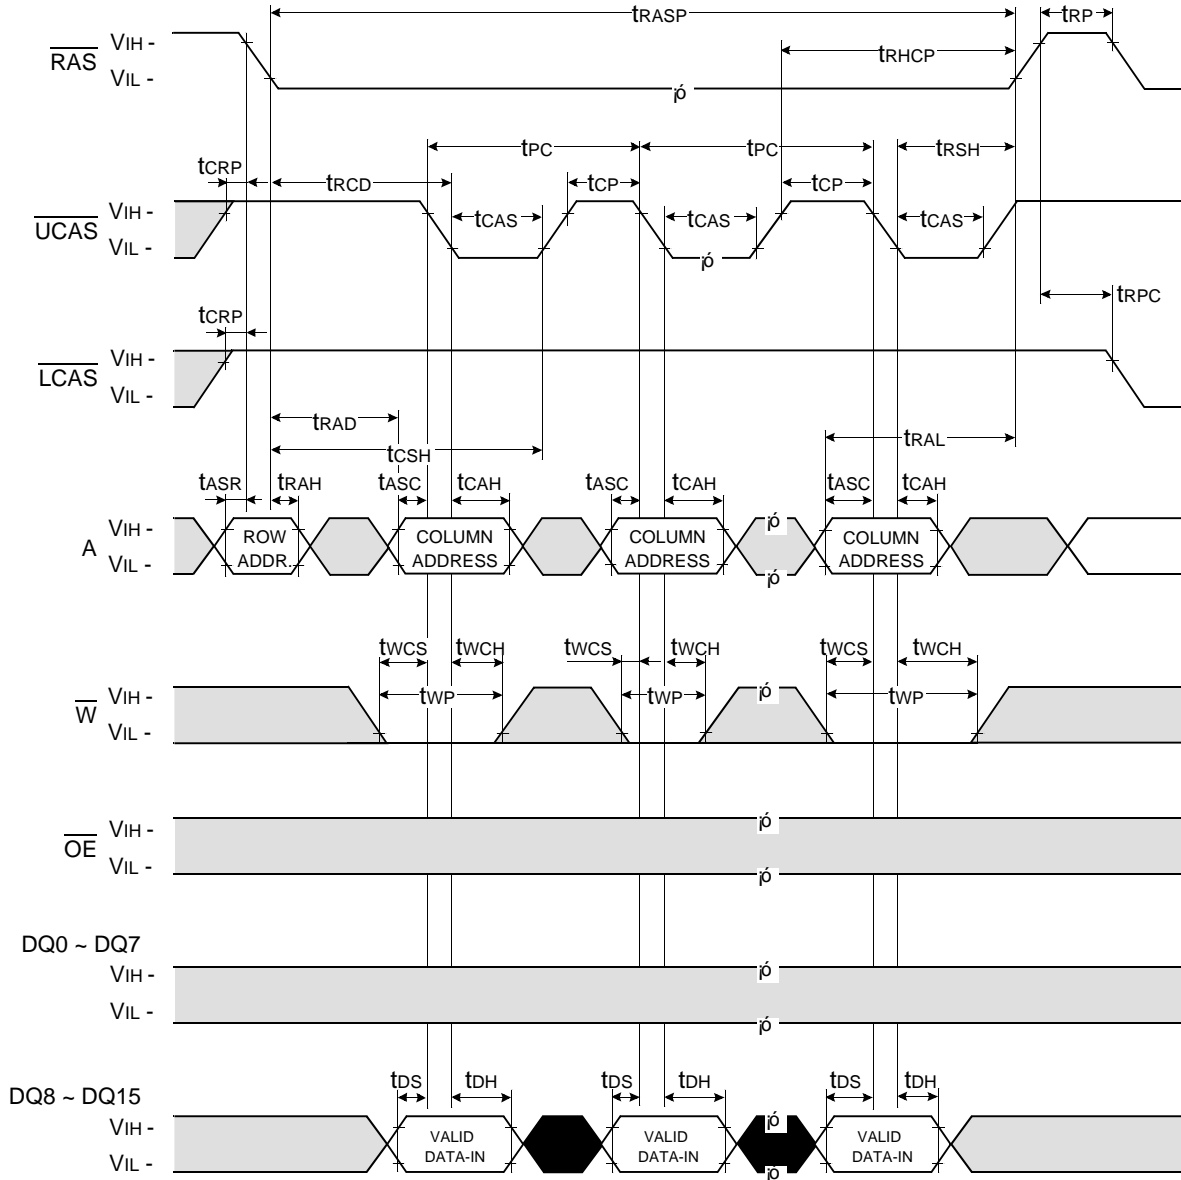 tRASP tRP
RAS VIH - tRHCP
VIL -
¡ó
tPC tPC tRSH
tCRP tRCD tCP tCP
UCAS VIH - tCAS tCAS tCAS
VIL -
¡ó
tCRP tRPC
LCAS VIH -
VIL -
tRAD tRAL
tCSH
tASR tRAH tASC tCAH tASC tCAH tASC tCAH
A VIH - ROW COLUMN COLUMN ¡ó COLUMN
VIL - ADDR. ADDRESS ADDRESS ¡ó ADDRESS
tWCS tWCH tWCS tWCH tWCS tWCH
W VIH - tWP tWP ¡ó tWP
VIL -
OE VIH - ¡ó
VIL - ¡ó
DQ0 ~ DQ7
VIH - ¡ó
VIL - ¡ó
tDS tDH tDS tDH tDS tDH
DQ8 ~ DQ15
VIH - VALID VALID ¡ó VALID
VIL - DATA-IN DATA-IN ¡ó DATA-IN